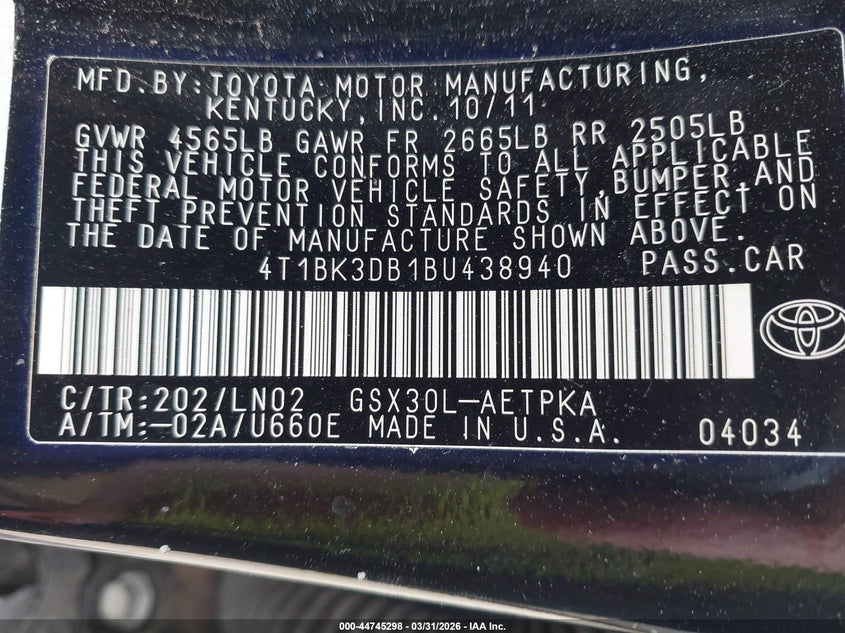 MFD.BY:TOYOTA MOTOR MANUFACTURING,
KENTUCKY,INC.10/11
GVWR 4565LB GAWR FR 2665LB RR 2505LB
THIS VEHICLE CONFORMS TO ALL APPLICABLE
FEDERAL MOTOR VEHICLE SAFETY,BUMPER,AND
THEFT PREVENTION STANDARDS IN EFFECT ON
THE DATE OF MANUFACTURE SHOWN ABOVE.
4T1BK3DB1BU438940 PASS.CAR
C/TR:202/LN02 GSX30L-AETPKA
A/TM:-02A/U660E MADE IN U.S.A. 04034
000-44745298 - 03/31/2026 - IAA Inc.